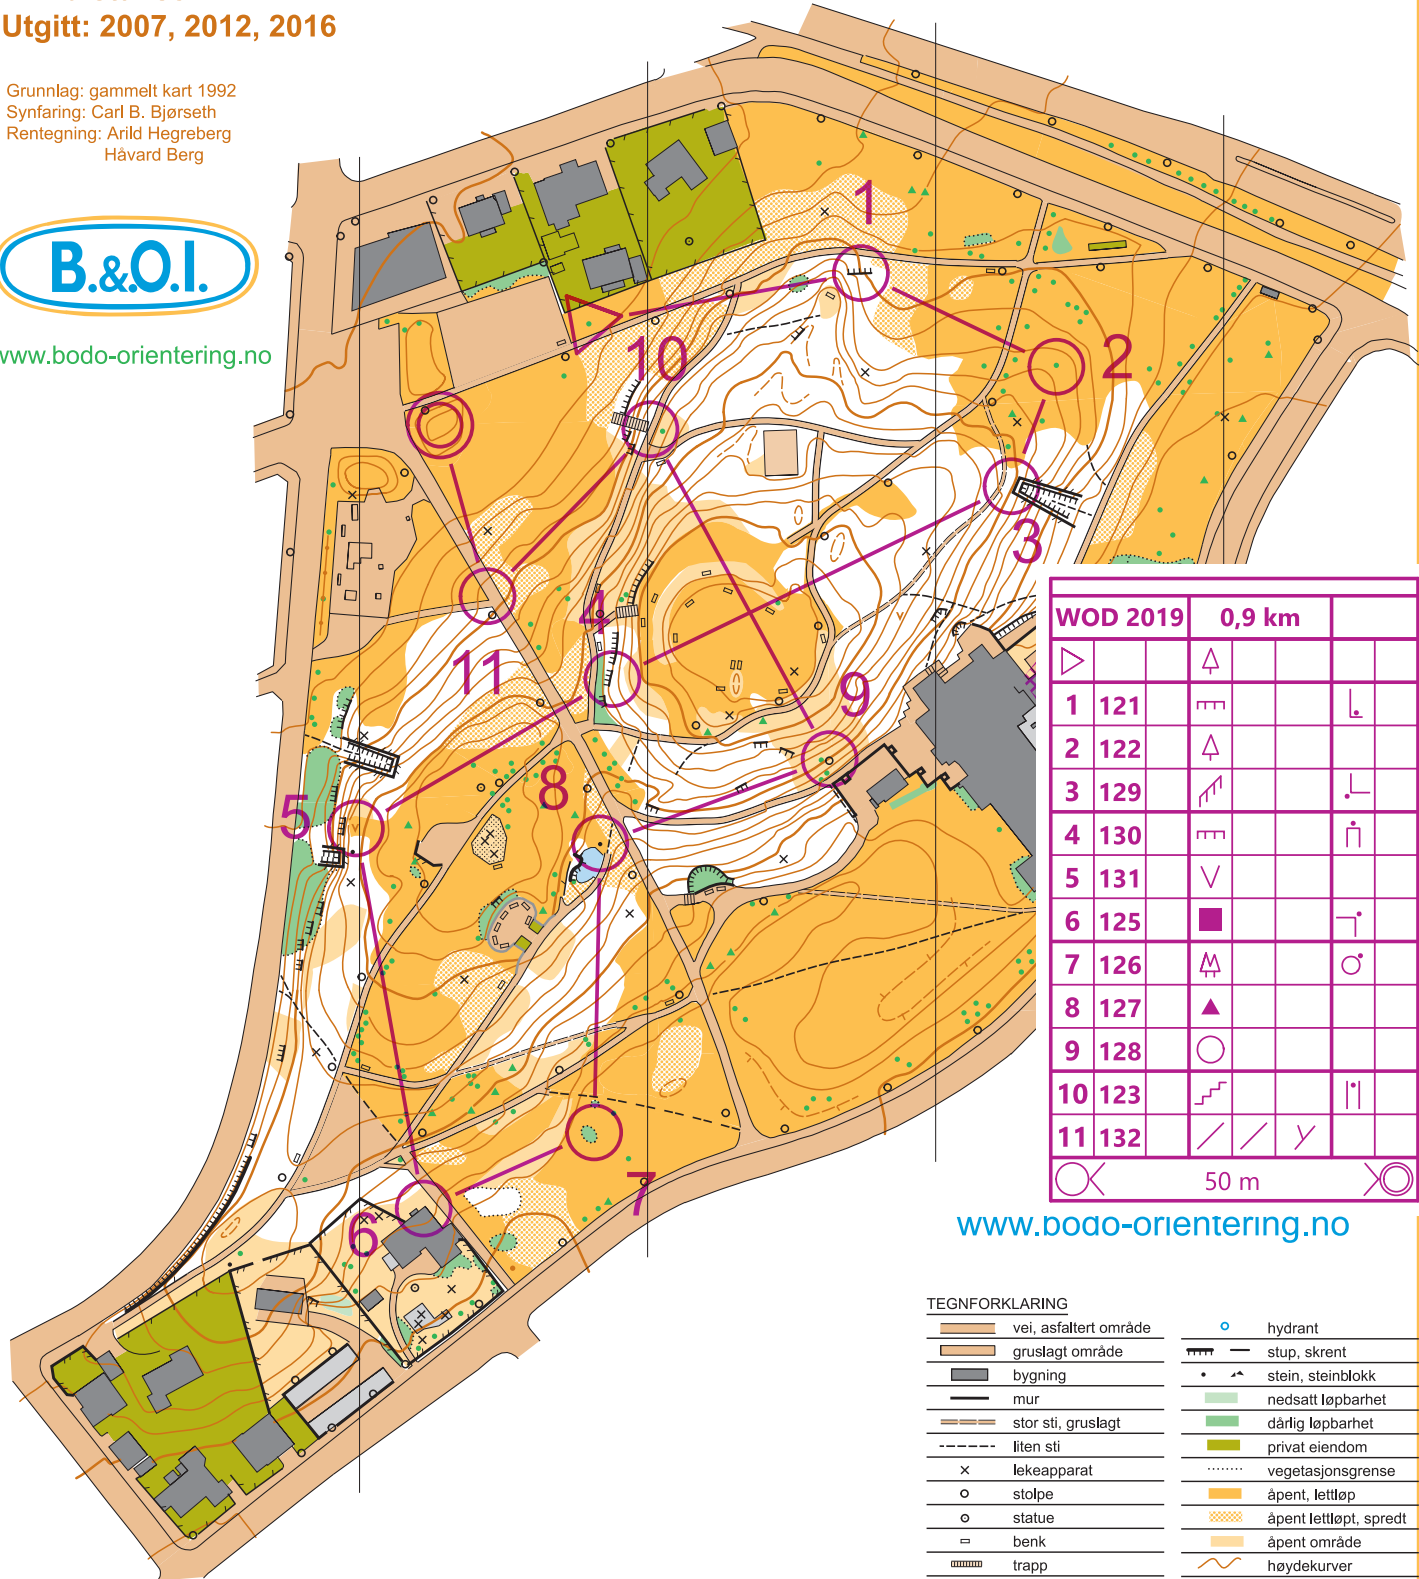 Utgitt: 2007, 2012, 2016
Grunnlag: gammelt kart 1992
Synfaring: Carl B. Bjørseth
Rentegning: Arild Hegreberg
Håvard Berg
B.&O.I.
www.bodo-orientering.no
1
10
2
3
4
11
9
8
5
7
6
WOD 2019 0,9 km
1 121
2 122
3 129
4 130
5 131
6 125
7 126
8 127
9 128
10 123
11 132
50 m
www.bodo-orientering.no
TEGNFORKLARING
vei, asfaltert område
gruslagt område
bygning
mur
stor sti, gruslagt
liten sti
lekeapparat
stolpe
statue
benk
trapp
hydrant
stup, skrent
stein, steinblokk
nedsatt løpbarhet
dårlig løpbarhet
privat eiendom
vegetasjonsgrense
åpent, lettløp
åpent lettløpt, spredt
åpent område
høydekurver